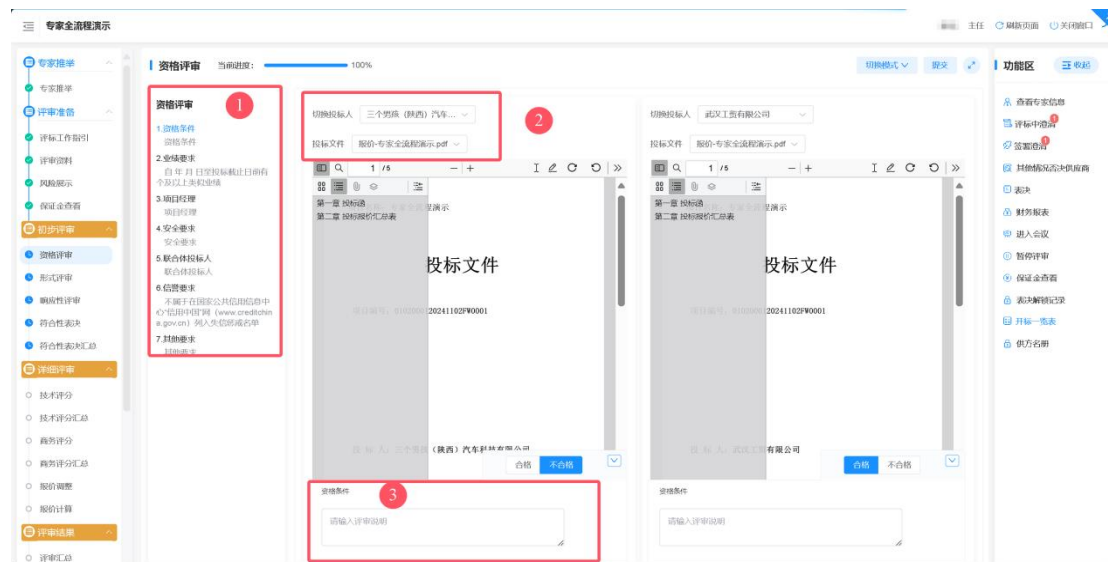 专家全流程演示
主任
刷新页面
关闭窗口
专家推举
专家推举
评审准备
评标工作指引
评审资料
风险展示
保证金查看
初步评审
资格评审
形式评审
响应性评审
符合性表决
符合性表决汇总
详细评审
技术评分
技术评分汇总
商务评分
商务评分汇总
报价调整
报价计算
评审结果
评审汇总
资格评审
当前进度：
100%
切换模式
提交
资格评审
1
1.资格条件
资格条件
2.业绩要求
自 年 月 日至投标截止日前有
个及以上类似业绩
3.项目经理
项目经理
4.安全要求
安全要求
5.联合体投标人
联合体投标人
6.信誉要求
不属于在国家公共信用信息中
心"信用中国"网（www.creditchin
a.gov.cn）列入失信惩戒名单
7.其他要求
其他要求
切换投标人
三个男孩（陕西）汽车...
2
投标文件
报价-专家全流程演示.pdf
1 /5
第一章 投标函
第二章 投标报价汇总表
程演示
投标文件
20241102FW0001
（陕西）汽车科技有限公司
合格
不合格
资格条件
3
请输入评审说明
切换投标人
武汉工贸有限公司
投标文件
报价-专家全流程演示.pdf
1 /5
第一章 投标函
第二章 投标报价汇总表
程演示
投标文件
20241102FW0001
有限公司
合格
不合格
资格条件
请输入评审说明
功能区
收起
查看专家信息
评标中澄清
签署澄清
其他情况否决供应商
表决
财务报表
进入会议
暂停评审
保证金查看
表决解锁记录
开标一览表
供方名册